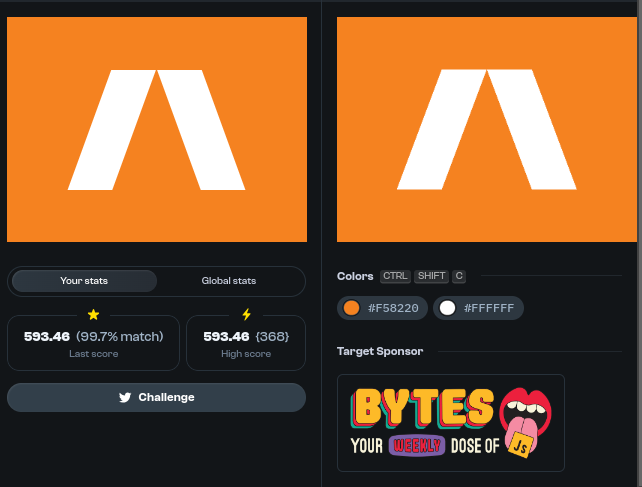 Your stats
Global stats
593.46 (99.7% match)
Last score
593.46 {368}
High score
Challenge
Colors CTRL SHIFT C
#F58220 #FFFFFF
Target Sponsor
BYTES
YOUR WEEKLY DOSE OF JS